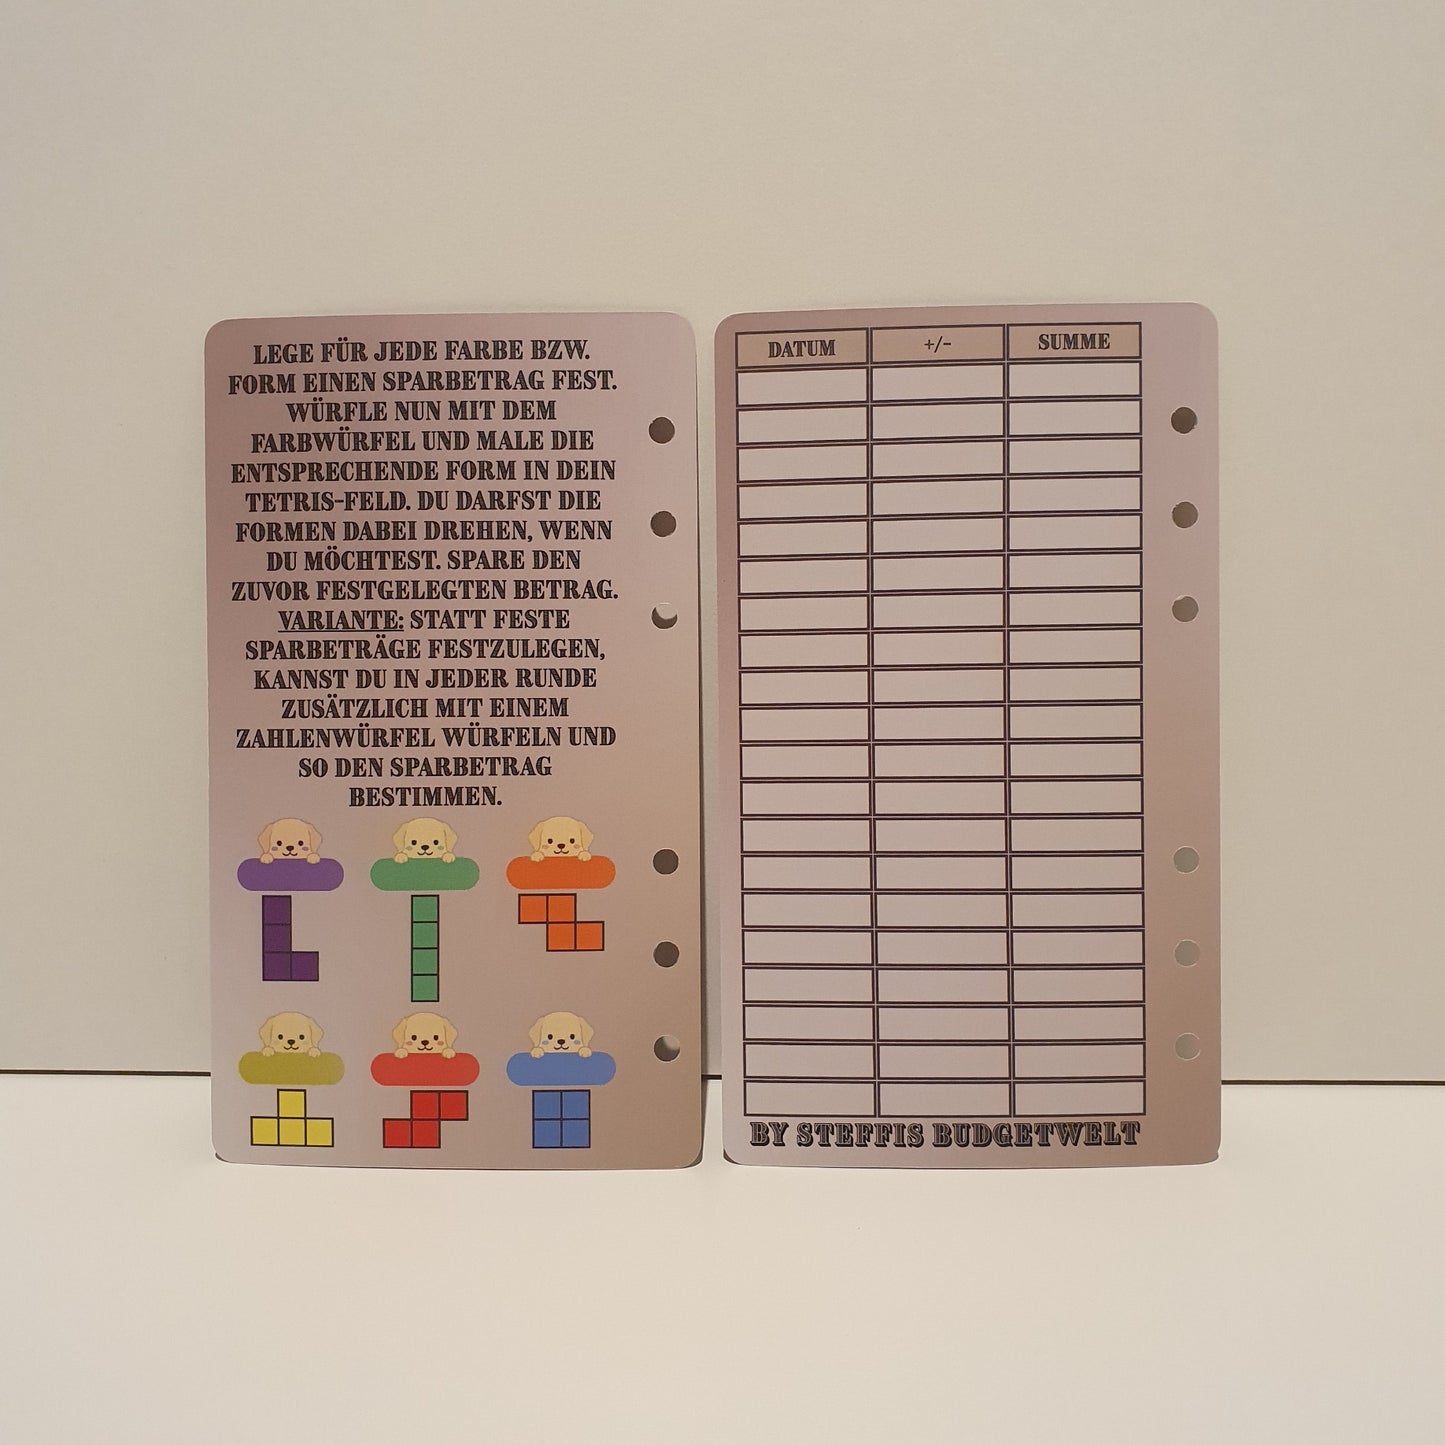 LEGE FÜR JEDE FARBE BZW.
FORM EINEN SPARBETRAG FEST.
WÜRFLE NUN MIT DEM
FARBWÜRFEL UND MALE DIE
ENTSPRECHENDE FORM IN DEIN
TETRIS-FELD. DU DARFST DIE
FORMEN DABEI DREHEN, WENN
DU MÖCHTEST. SPARE DEN
ZUVOR FESTGELEGTEN BETRAG.
VARIANTE: STATT FESTE
SPARBETRÄGE FESTZULEGEN,
KANNST DU IN JEDER RUNDE
ZUSÄTZLICH MIT EINEM
ZAHLENWÜRFEL WÜRFELN UND
SO DEN SPARBETRAG
BESTIMMEN.
DATUM +/- SUMME
BY STEFFIS BUDGETWELT